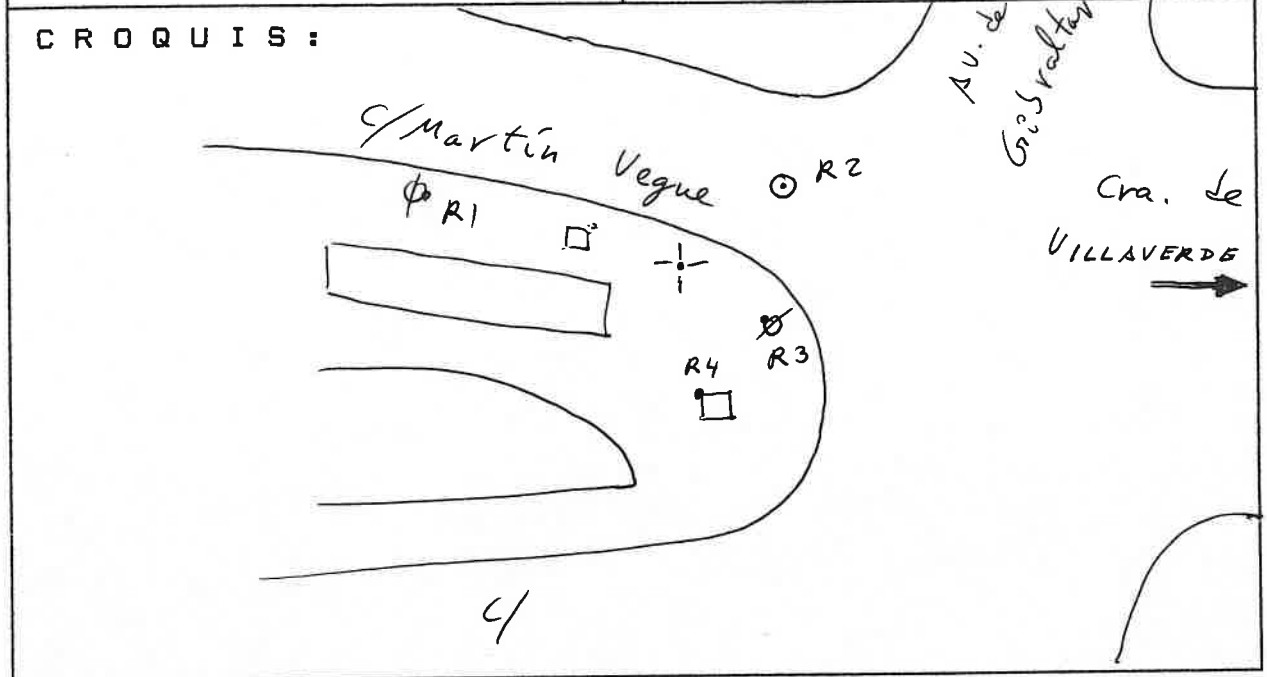 CROQUIS:
Av. de
Gibraltar
C/Martín Vegue
R2
R1
Cra. de
VILLAVERDE
R3
R4
C/